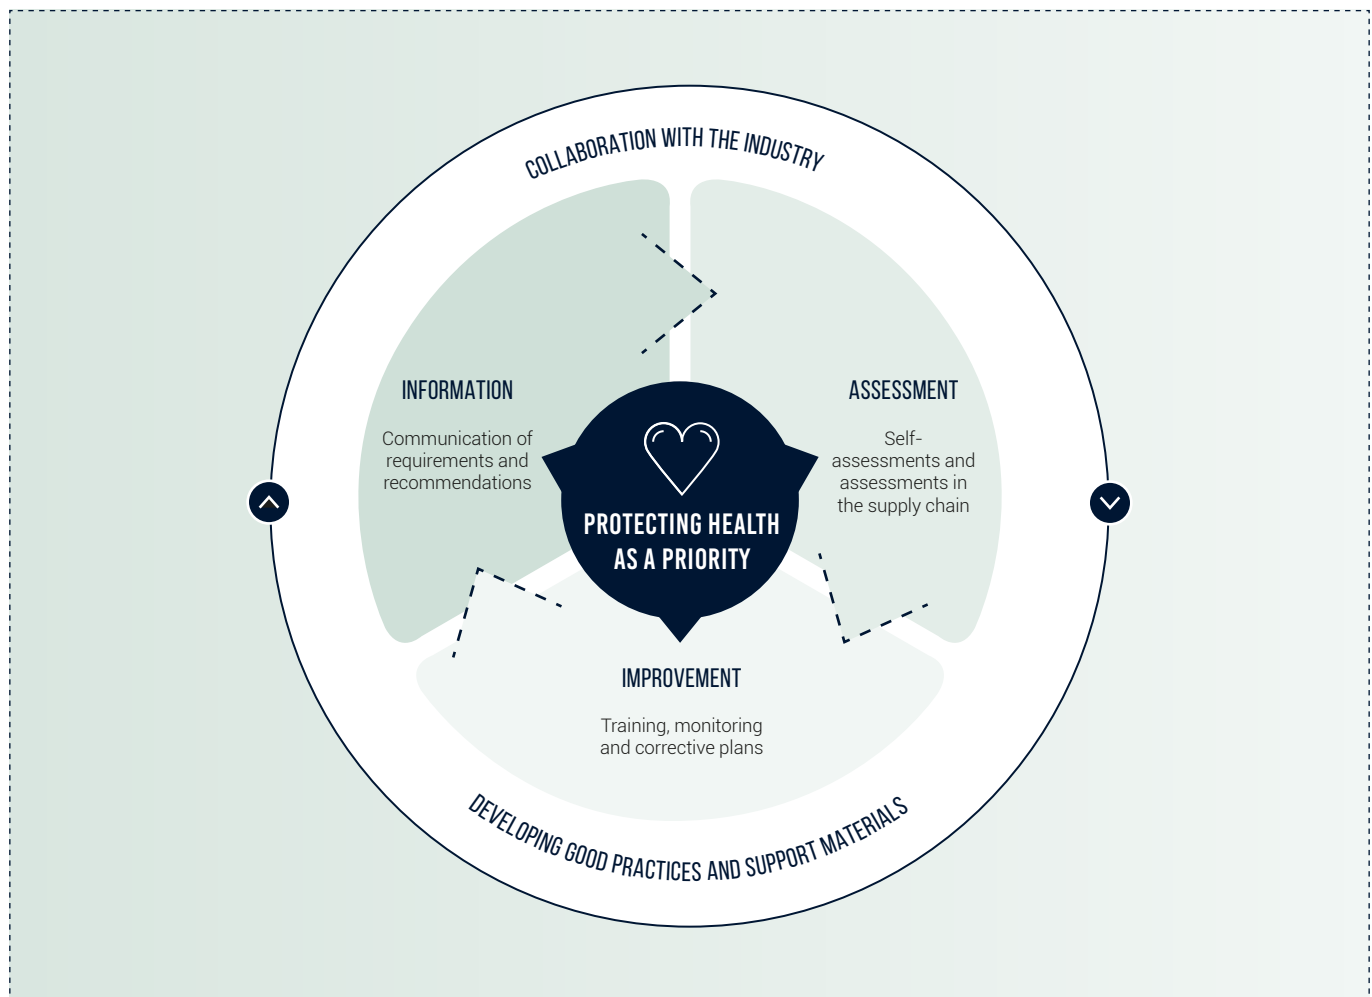 COLLABORATION WITH THE INDUSTRY
INFORMATION
Communication of
requirements and
recommendations
ASSESSMENT
Self-
assessments and
assessments in
the supply chain
PROTECTING HEALTH
AS A PRIORITY
IMPROVEMENT
Training, monitoring
and corrective plans
DEVELOPING GOOD PRACTICES AND SUPPORT MATERIALS